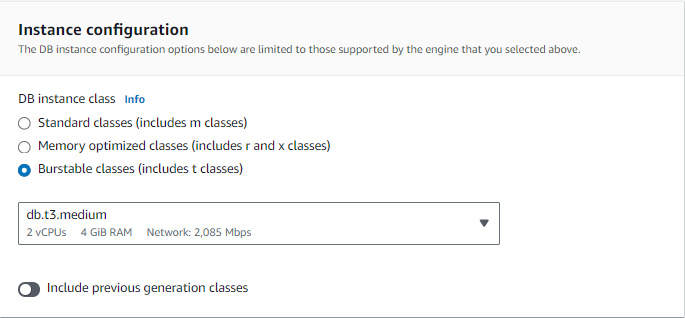 Instance configuration
The DB instance configuration options below are limited to those supported by the engine that you selected above.
DB instance class Info
Standard classes (includes m classes)
Memory optimized classes (includes r and x classes)
Burstable classes (includes t classes)
db.t3.medium
2 vCPUs 4 GiB RAM Network: 2,085 Mbps
Include previous generation classes